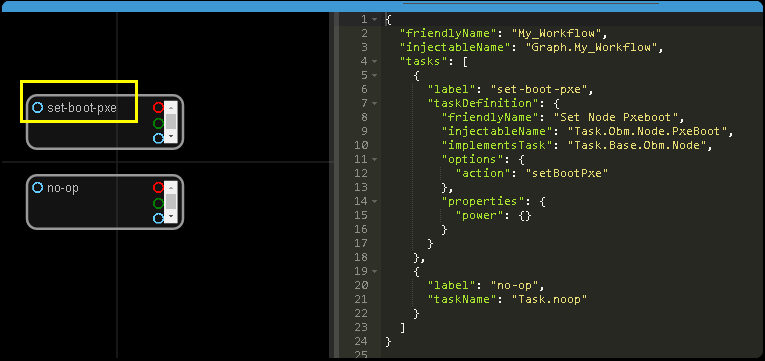 set-boot-pxe
no-op
1 {
2 "friendlyName": "My_Workflow",
3 "injectableName": "Graph.My_Workflow",
4 "tasks": [
5 {
6 "label": "set-boot-pxe",
7 "taskDefinition": {
8 "friendlyName": "Set Node Pxeboot",
9 "injectableName": "Task.Obm.Node.PxeBoot",
10 "implementsTask": "Task.Base.Obm.Node",
11 "options": {
12 "action": "setBootPxe"
13 },
14 "properties": {
15 "power": {}
16 }
17 }
18 },
19 {
20 "label": "no-op",
21 "taskName": "Task.noop"
22 }
23 ]
24 }
25